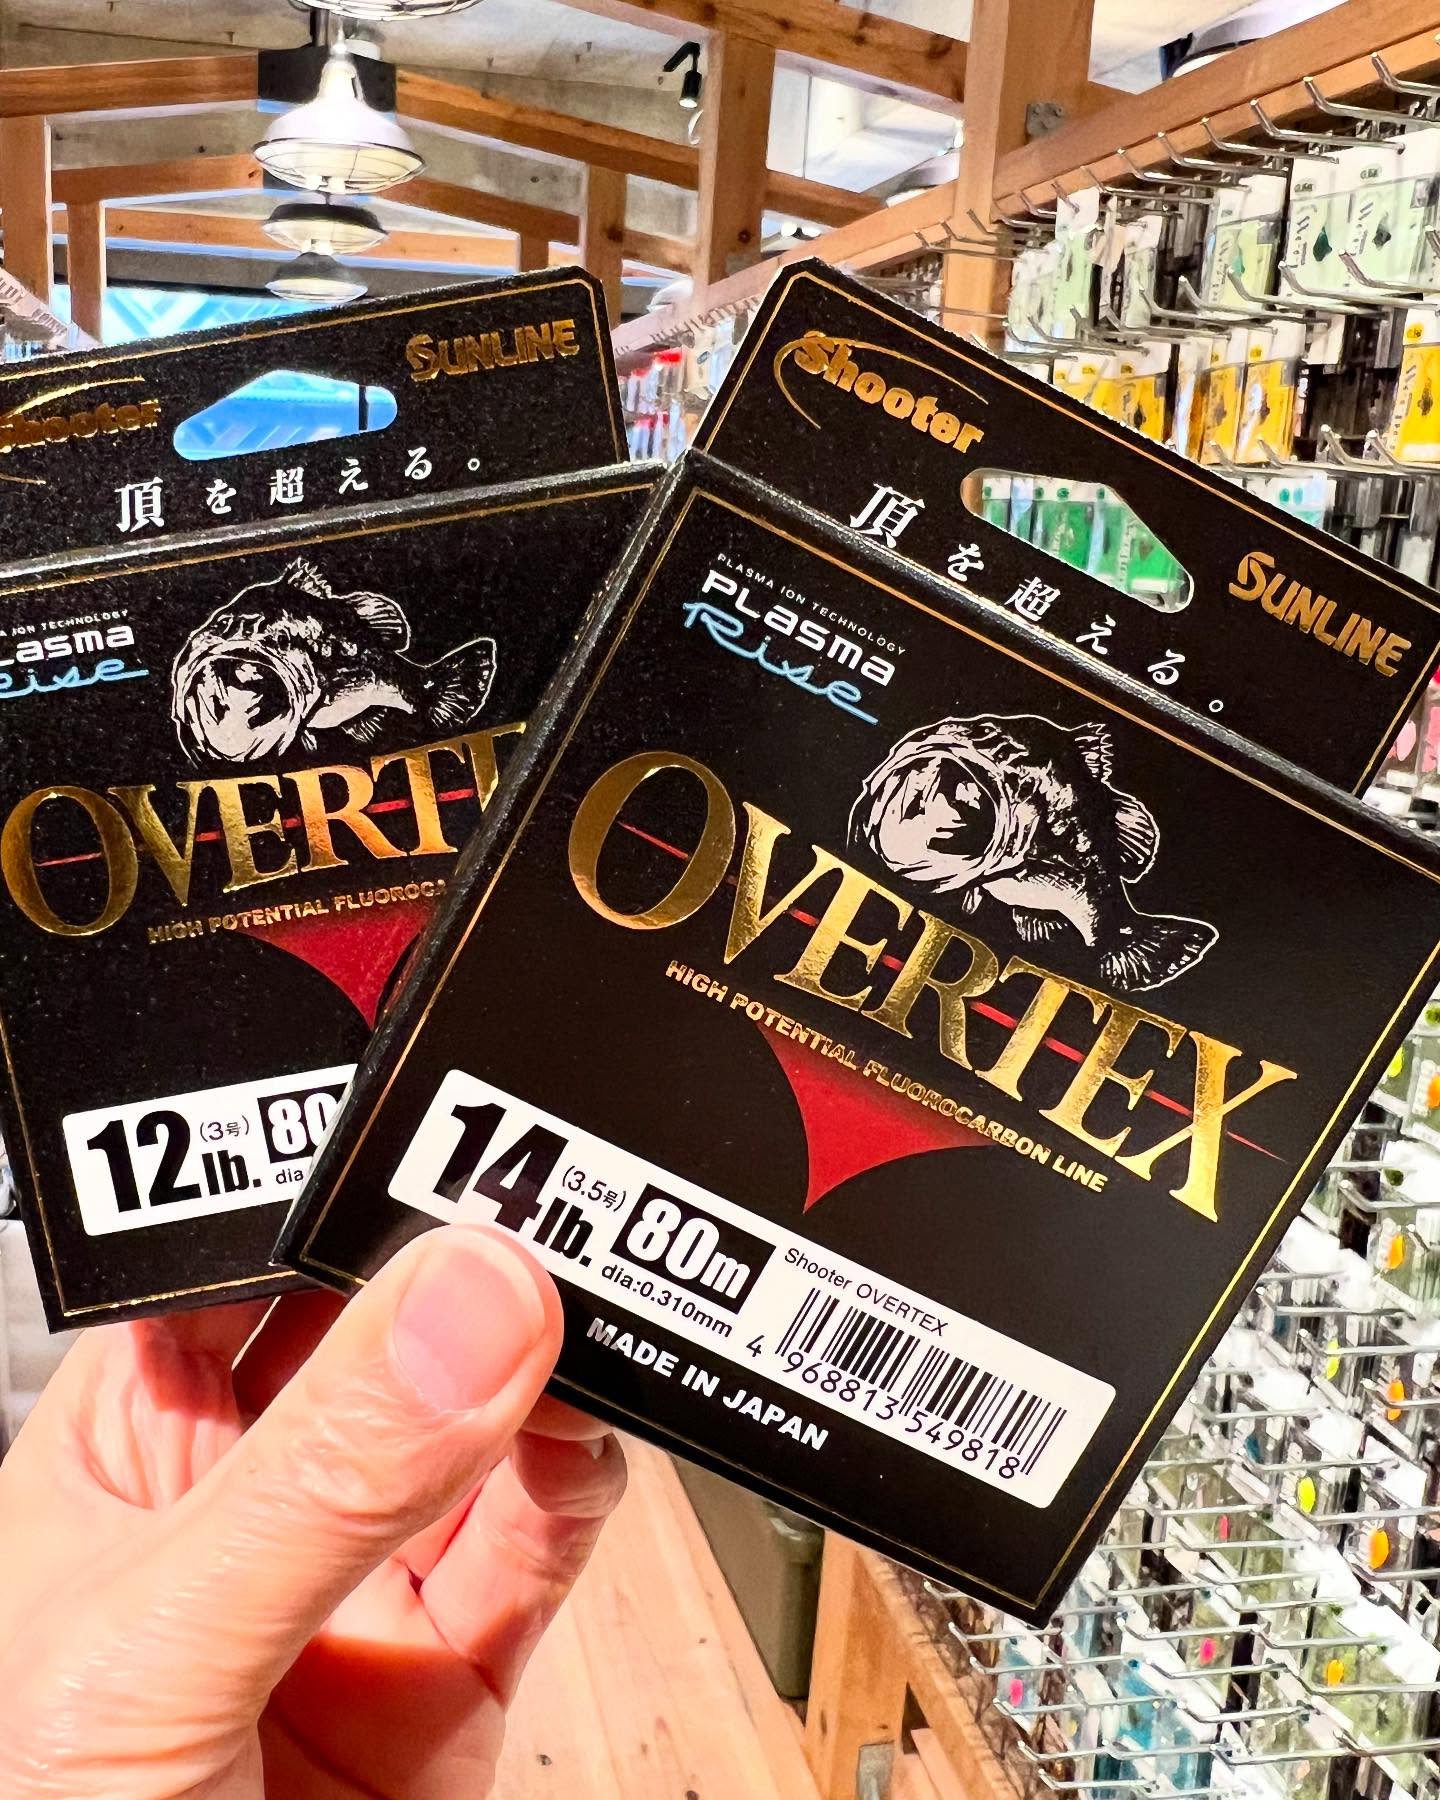 Shooter
SUNLINE
頂を超える。
PLasma
Rise
OVERT
HIGH POTENTIAL FLUOROCA
12lb.
(3号)
80
dia
Shooter
SUNLINE
頂を超える。
PLASMA ION TECHNOLOGY
PLasma
Rise
OVERTEX
HIGH POTENTIAL FLUOROCARBON LINE
14lb.
(3.5号)
80m
dia:0.310mm
Shooter OVERTEX
4 968813 549818
MADE IN JAPAN